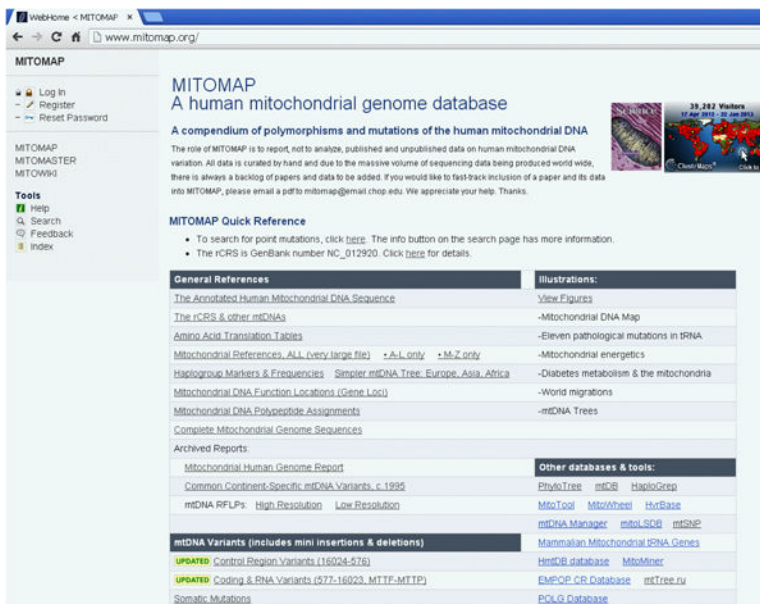 WebHome < MITOMAP
www.mitomap.org/
MITOMAP
Log In
Register
Reset Password
MITOMAP
MITOMASTER
MITOWIKI
Tools
Help
Search
Feedback
Index
MITOMAP
A human mitochondrial genome database
A compendium of polymorphisms and mutations of the human mitochondrial DNA
The role of MITOMAP is to report, not to analyze, published and unpublished data on human mitochondrial DNA
variation. All data is curated by hand and due to the massive volume of sequencing data being produced world wide,
there is always a backlog of papers and data to be added. If you would like to fast-track inclusion of a paper and its data
into MITOMAP, please email a pdf to mitomap@email.chop.edu. We appreciate your help. Thanks.
Science
39,202 Visitors
17 Apr 2012 - 22 Jan 2013
ClustrMaps®
Click to
MITOMAP Quick Reference
• To search for point mutations, click here. The info button on the search page has more information.
• The rCRS is GenBank number NC_012920. Click here for details.
General References
The Annotated Human Mitochondrial DNA Sequence
The rCRS & other mtDNAs
Amino Acid Translation Tables
Mitochondrial References, ALL (very large file) • A-L only • M-Z only
Haplogroup Markers & Frequencies Simpler mtDNA Tree: Europe, Asia, Africa
Mitochondrial DNA Function Locations (Gene Loci)
Mitochondrial DNA Polypeptide Assignments
Complete Mitochondrial Genome Sequences
Archived Reports:
Mitochondrial Human Genome Report
Common Continent-Specific mtDNA Variants, c.1995
mtDNA RFLPs: High Resolution Low Resolution
mtDNA Variants (includes mini insertions & deletions)
UPDATED Control Region Variants (16024-576)
UPDATED Coding & RNA Variants (577-16023, MTTF-MTTP)
Somatic Mutations
Illustrations:
View Figures
-Mitochondrial DNA Map
-Eleven pathological mutations in tRNA
-Mitochondrial energetics
-Diabetes metabolism & the mitochondria
-World migrations
-mtDNA Trees
Other databases & tools:
PhyloTree mtDB HaploGrep
MitoTool MitoWheel HvrBase
mtDNA Manager mitoLSDB mtSNP
Mammalian Mitochondrial tRNA Genes
HmtDB database MitoMiner
EMPOP CR Database mtTree.ru
POLG Database